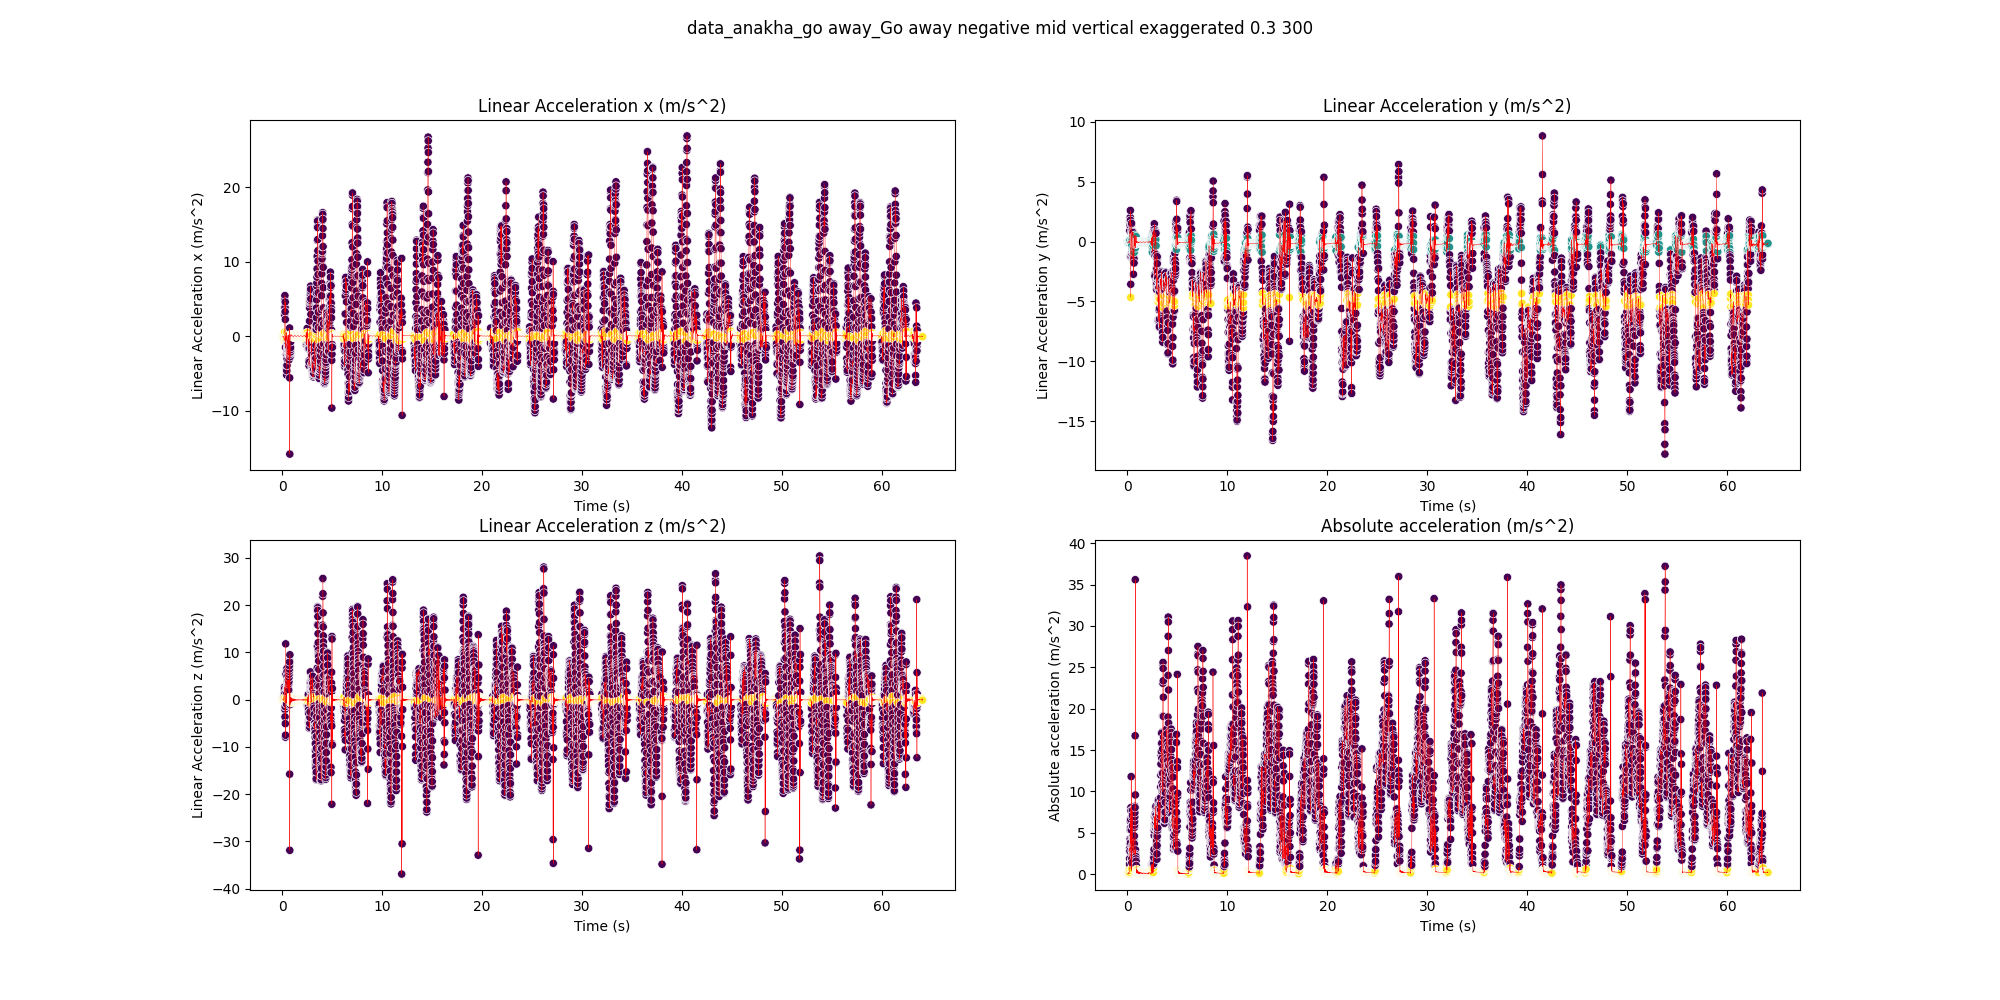 data_anakha_go away_Go away negative mid vertical exaggerated 0.3 300
Linear Acceleration x (m/s^2)
Linear Acceleration x (m/s^2)
20
10
0
−10
0 10 20 30 40 50 60
Time (s)
Linear Acceleration y (m/s^2)
Linear Acceleration y (m/s^2)
10
5
0
−5
−10
−15
0 10 20 30 40 50 60
Time (s)
Linear Acceleration z (m/s^2)
Linear Acceleration z (m/s^2)
30
20
10
0
−10
−20
−30
−40
0 10 20 30 40 50 60
Time (s)
Absolute acceleration (m/s^2)
Absolute acceleration (m/s^2)
40
35
30
25
20
15
10
5
0
0 10 20 30 40 50 60
Time (s)